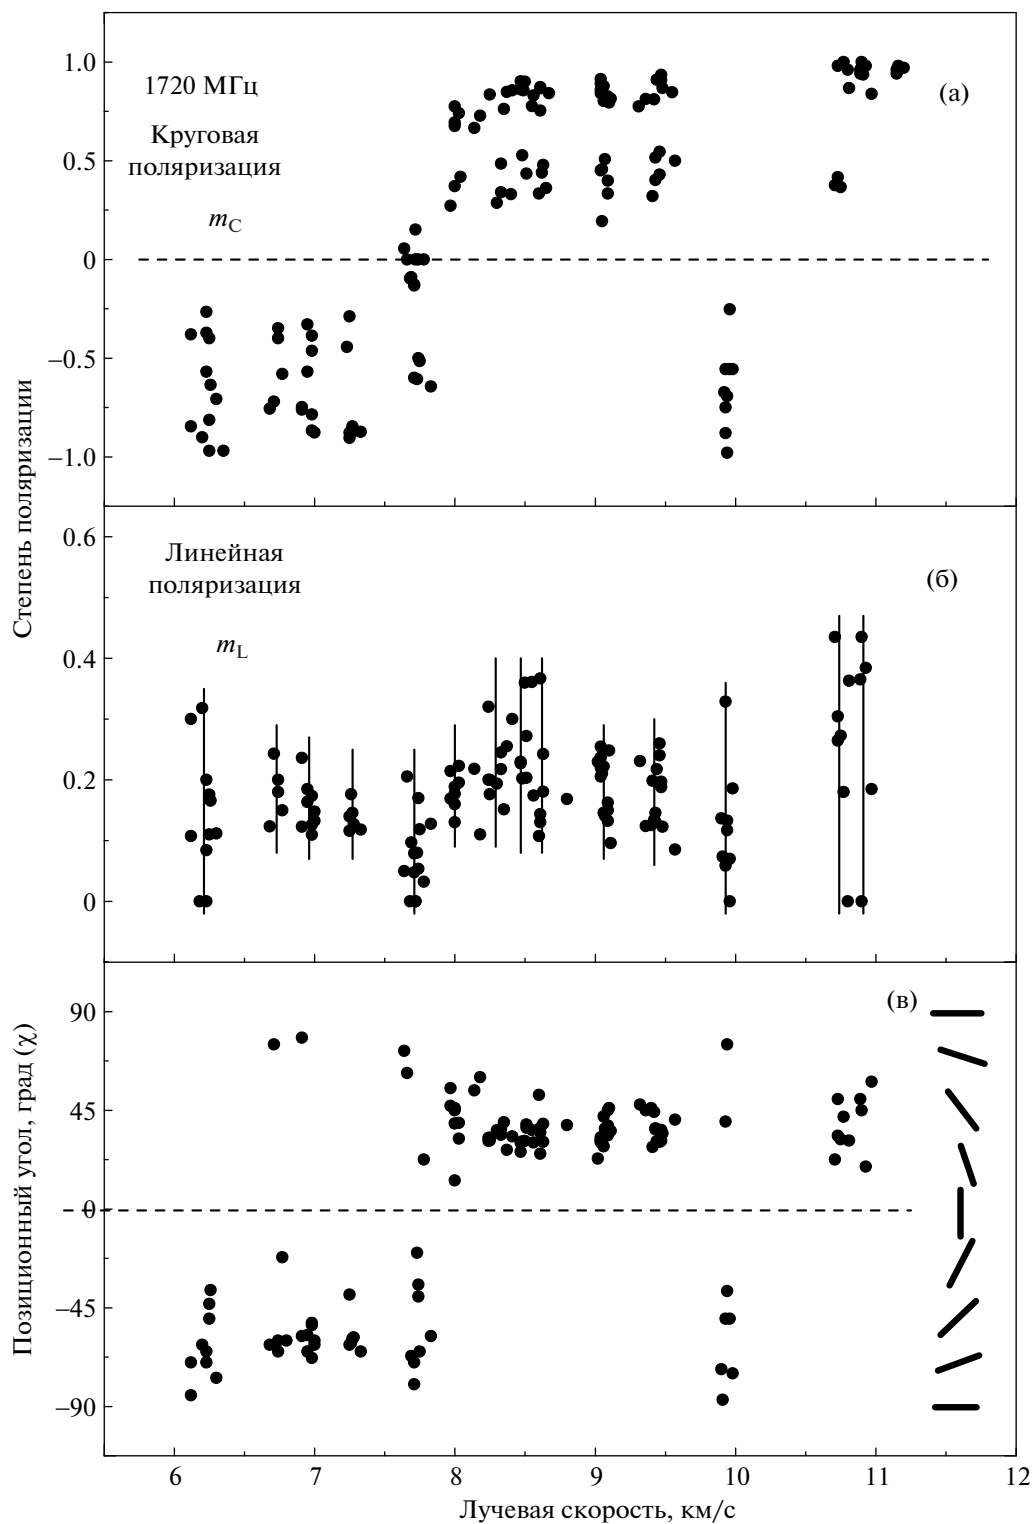 1720 МГц
Круговая
поляризация
m_C
(а)
1.0
0.5
0
–0.5
–1.0
Степень поляризации
Линейная
поляризация
m_L
(б)
0.6
0.4
0.2
0
(в)
90
45
0
–45
–90
Позиционный угол, град (χ)
6 7 8 9 10 11 12
Лучевая скорость, км/с